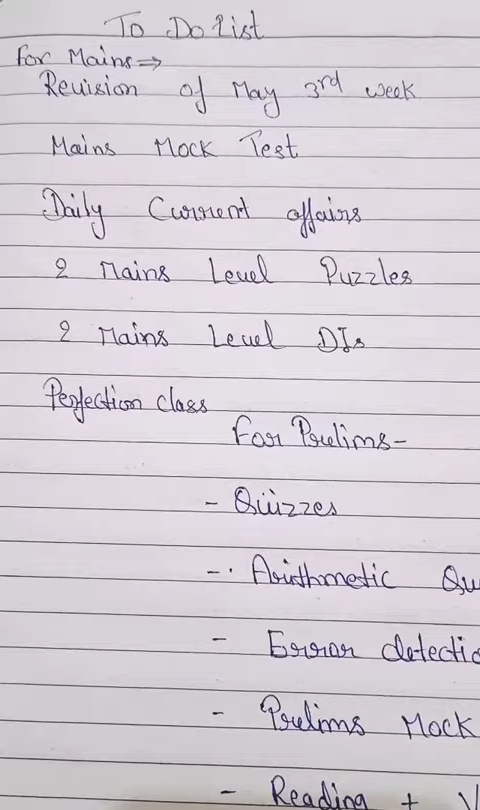 To Do List
For Mains⇒
Revision of May 3rd week
Mains Mock Test
Daily Current affairs
2 Mains Level Puzzles
2 Mains Level DIs
Perfection class
For Prelims-
- Quizzes
- Arithmetic Qu
- Error detectio
- Prelims Mock
- Reading + V